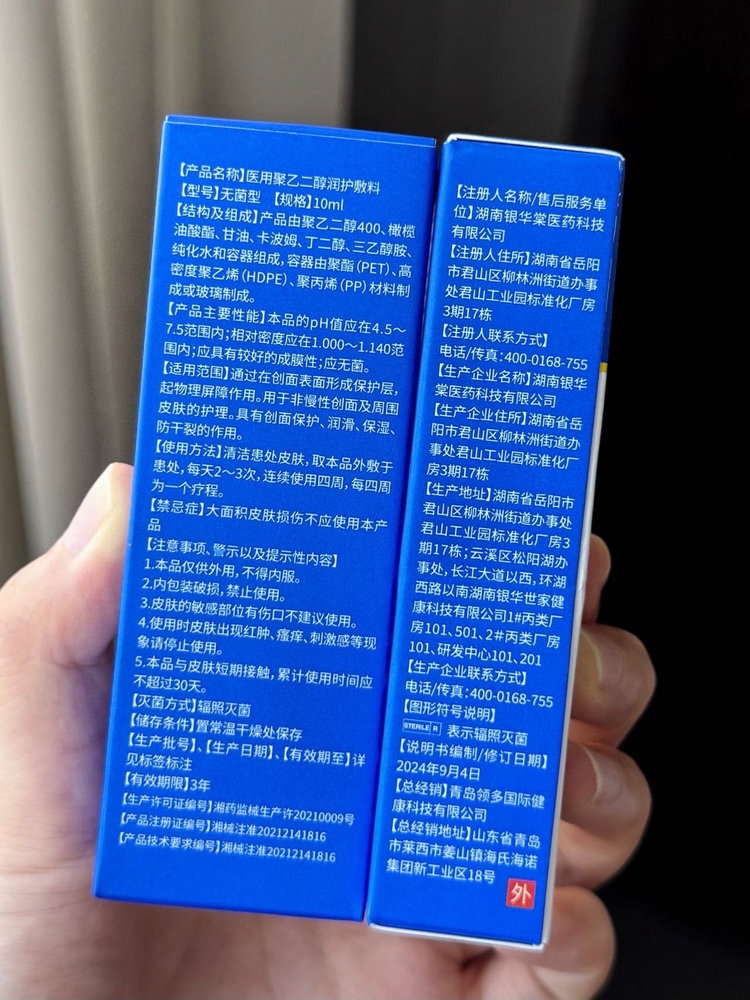 【产品名称】医用聚乙二醇润护敷料
【型号】无菌型 【规格】10ml
【结构及组成】产品由聚乙二醇400、橄榄
油酸酯、甘油、卡波姆、丁二醇、三乙醇胺、
纯化水和容器组成,容器由聚酯(PET)、高
密度聚乙烯(HDPE)、聚丙烯(PP)材料制
成或玻璃制成。
【产品主要性能】本品的pH值应在4.5～
7.5范围内;相对密度应在1.000～1.140范
围内;应具有较好的成膜性;应无菌。
【适用范围】通过在创面表面形成保护层,
起物理屏障作用。用于非慢性创面及周围
皮肤的护理。具有创面保护、润滑、保湿、
防干裂的作用。
【使用方法】清洁患处皮肤,取本品外敷于
患处,每天2～3次,连续使用四周,每四周
为一个疗程。
【禁忌症】大面积皮肤损伤不应使用本产
品
【注意事项、警示以及提示性内容】
1.本品仅供外用,不得内服。
2.内包装破损,禁止使用。
3.皮肤的敏感部位有伤口不建议使用。
4.使用时皮肤出现红肿、瘙痒、刺激感等现
象请停止使用。
5.本品与皮肤短期接触,累计使用时间应
不超过30天。
【灭菌方式】辐照灭菌
【储存条件】置常温干燥处保存
【生产批号】、【生产日期】、【有效期至】详
见标签标注
【有效期限】3年
【生产许可证编号】湘药监械生产许20210009号
【产品注册证编号】湘械注准20212141816
【产品技术要求编号】湘械注准20212141816
【注册人名称/售后服务单
位】湖南银华棠医药科技
有限公司
【注册人住所】湖南省岳阳
市君山区柳林洲街道办事
处君山工业园标准化厂房
3期17栋
【注册人联系方式】
电话/传真:400-0168-755
【生产企业名称】湖南银华
棠医药科技有限公司
【生产企业住所】湖南省岳
阳市君山区柳林洲街道办
事处君山工业园标准化厂
房3期17栋
【生产地址】湖南省岳阳市
君山区柳林洲街道办事处
君山工业园标准化厂房3
期17栋;云溪区松阳湖办
事处,长江大道以西,环湖
西路以南湖南银华世家健
康科技有限公司1#丙类厂
房101、501、2#丙类厂房
101、研发中心101、201
【生产企业联系方式】
电话/传真:400-0168-755
【图形符号说明】
STERILE R 表示辐照灭菌
【说明书编制/修订日期】
2024年9月4日
【总经销】青岛领多国际健
康科技有限公司
【总经销地址】山东省青岛
市莱西市姜山镇海氏海诺
集团新工业区18号
外